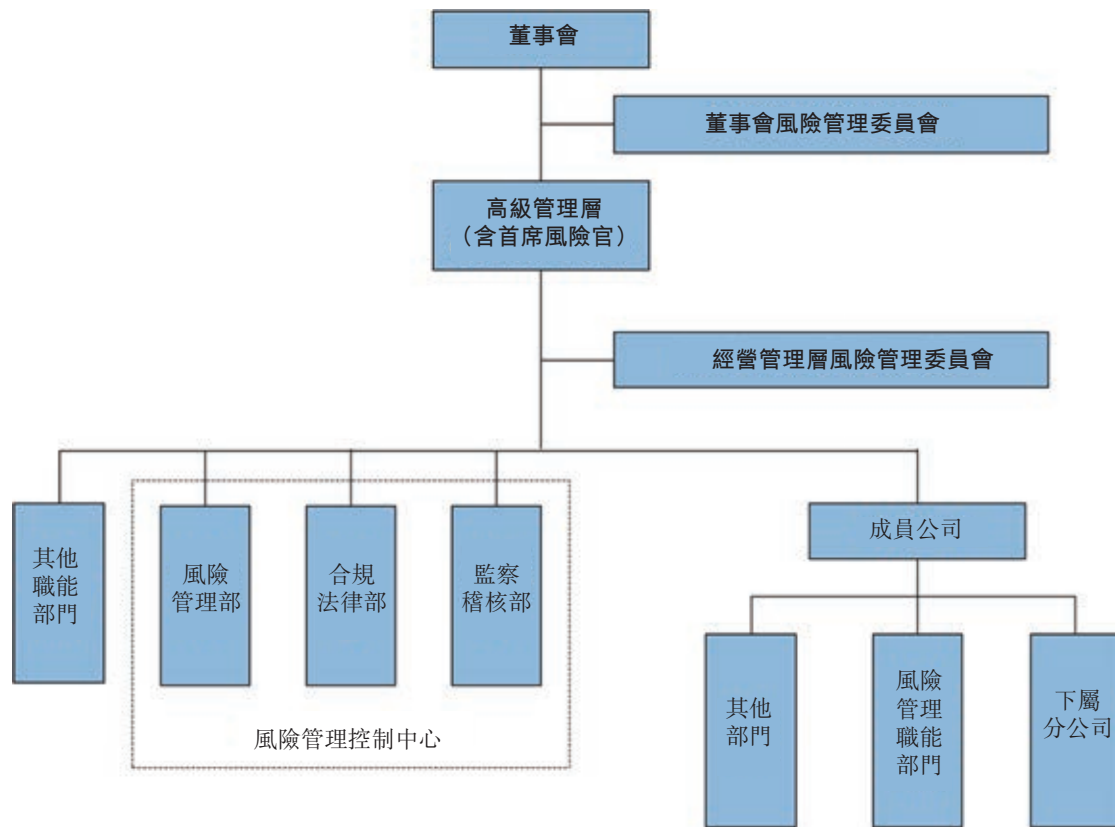 董事會
董事會風險管理委員會
高級管理層
（含首席風險官）
經營管理層風險管理委員會
其他
職能
部門
風險
管理部
合規
法律部
監察
稽核部
風險管理控制中心
成員公司
其他
部門
風險
管理
職能
部門
下屬
分公司